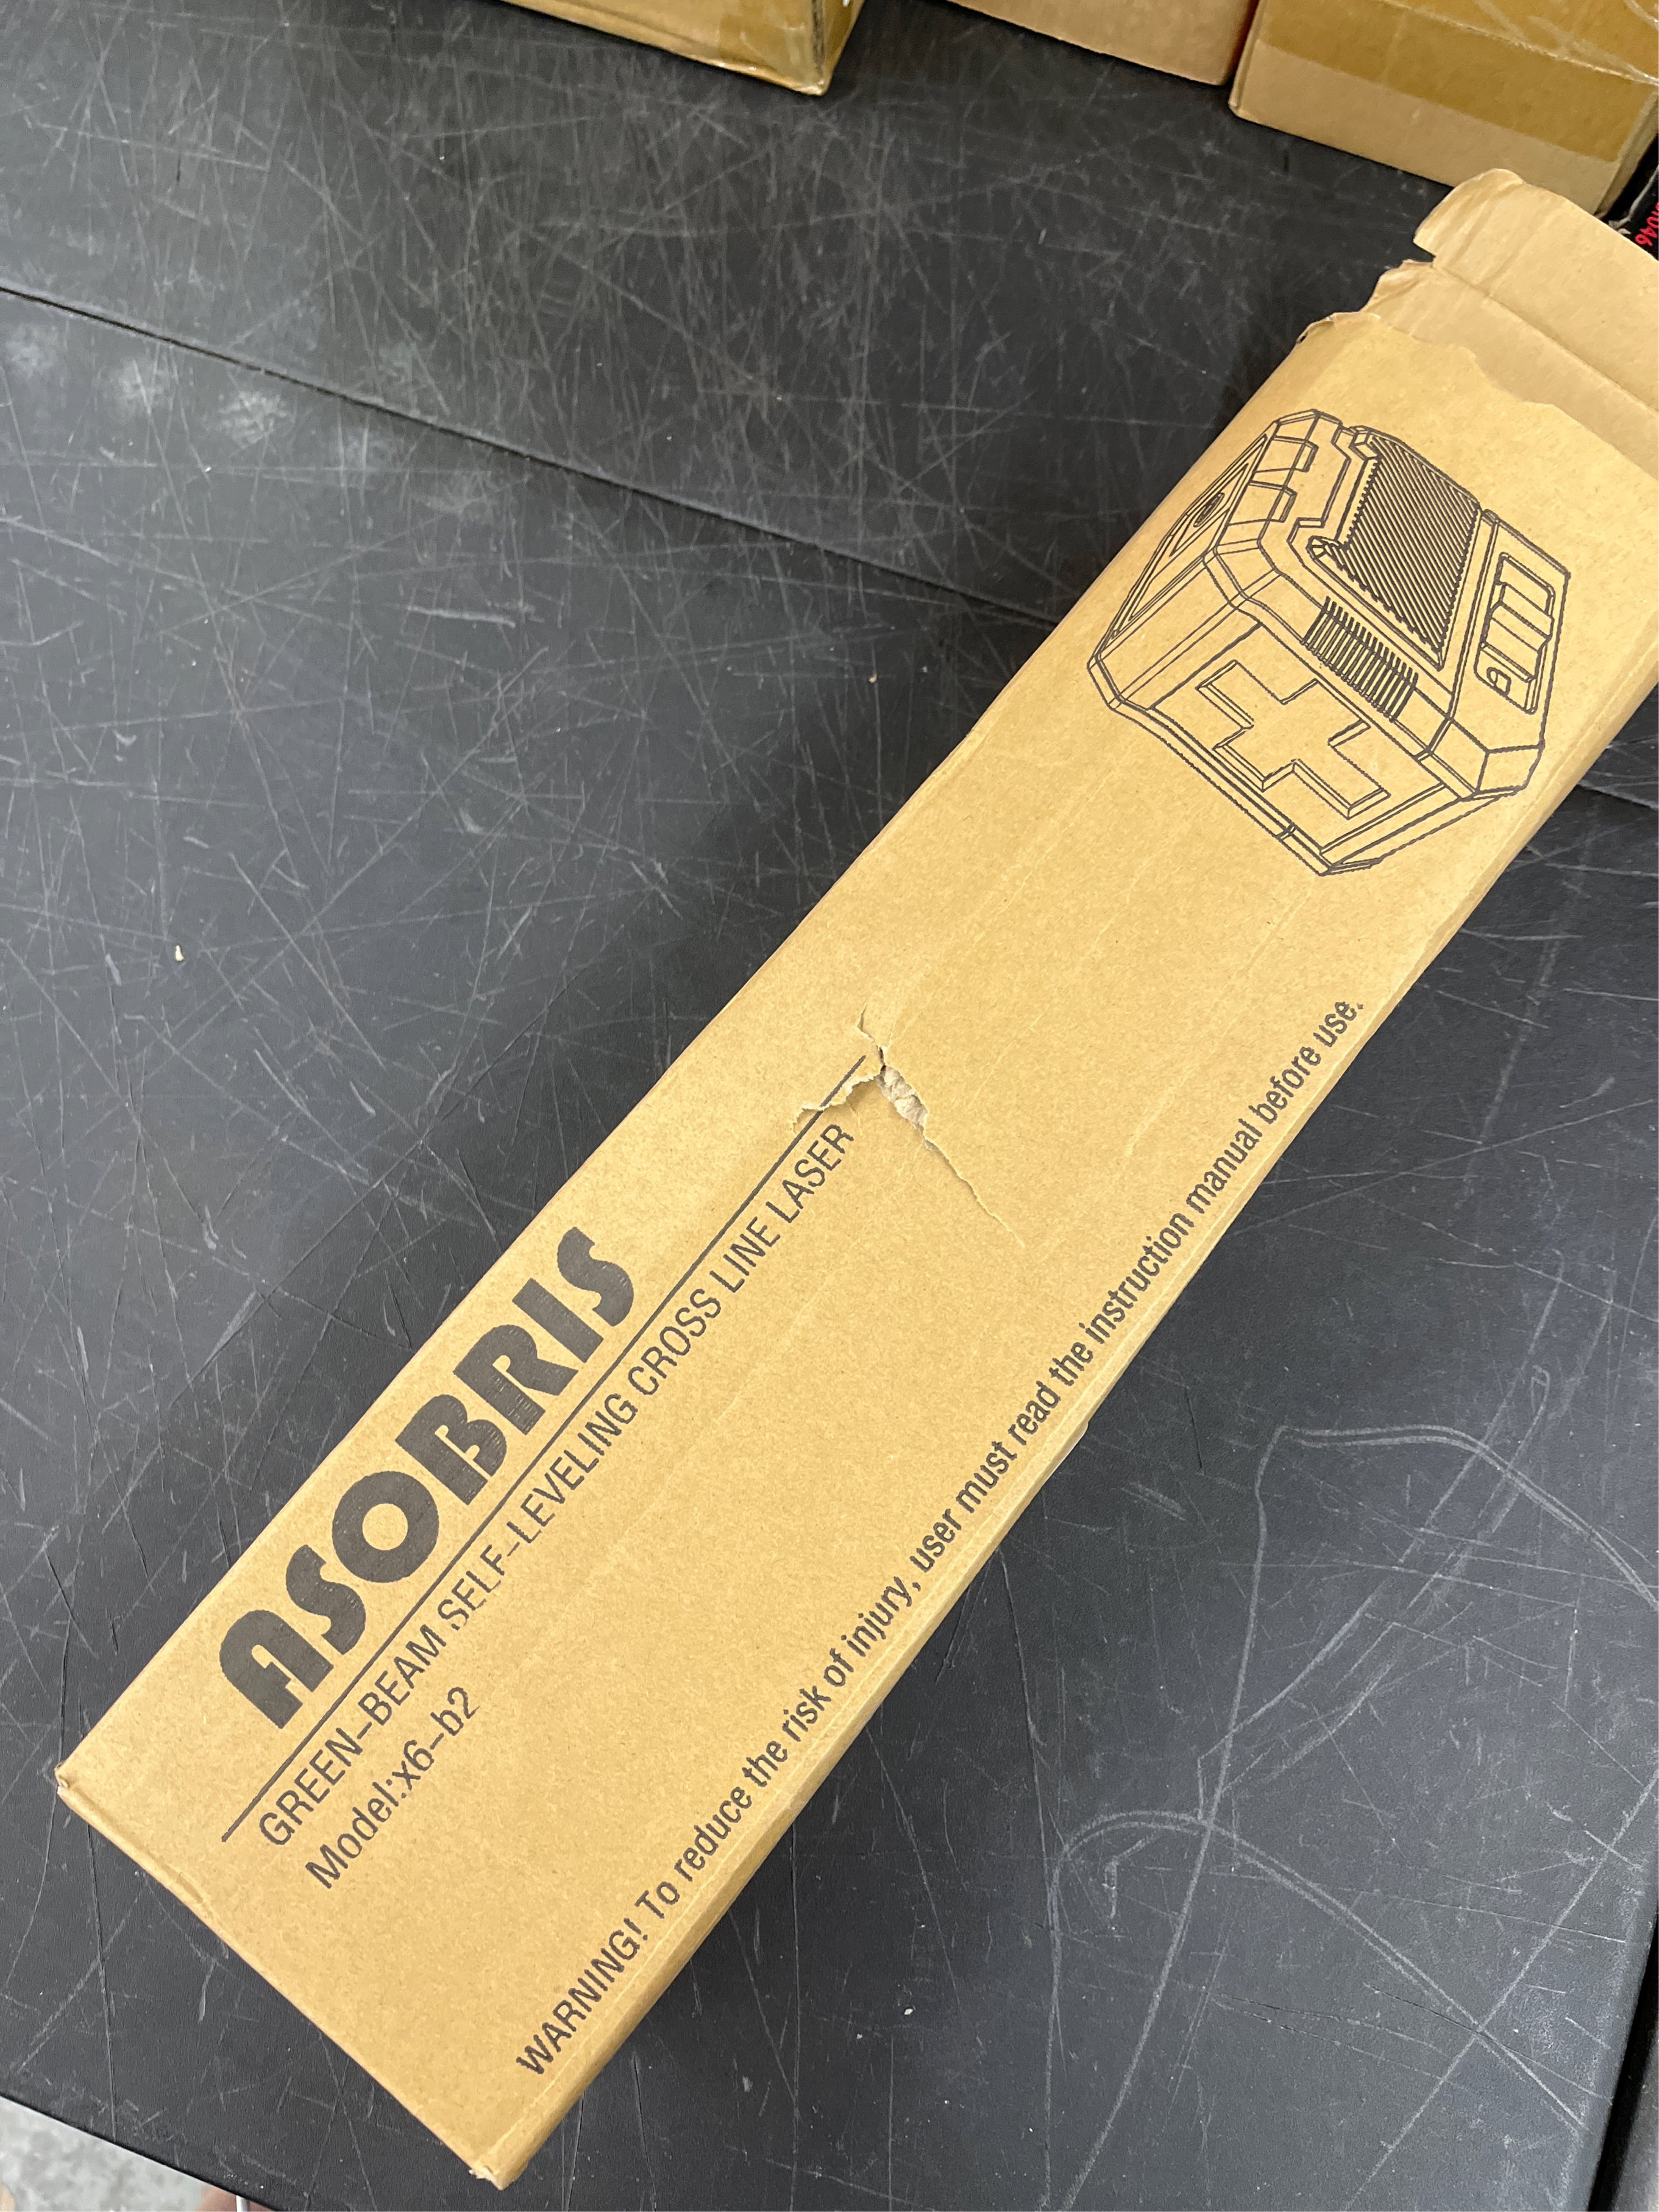 ASOBRIS
GREEN-BEAM SELF-LEVELING CROSS LINE LASER
Model:x6-b2
WARNING! To reduce the risk of injury, user must read the instruction manual before use.